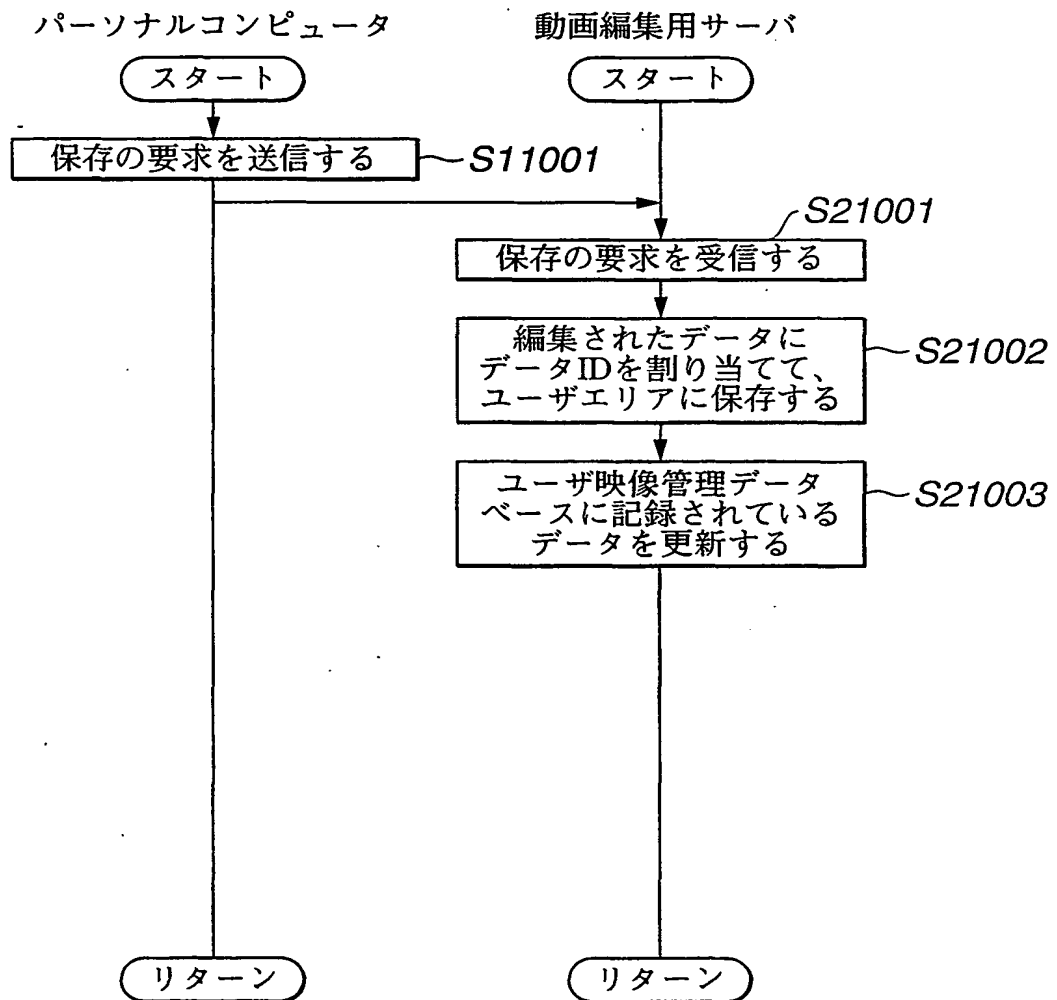 パーソナルコンピュータ
動画編集用サーバ
スタート
スタート
保存の要求を送信する
S11001
S21001
保存の要求を受信する
編集されたデータに
データIDを割り当てて、
ユーザエリアに保存する
S21002
ユーザ映像管理データ
ベースに記録されている
データを更新する
S21003
リターン
リターン